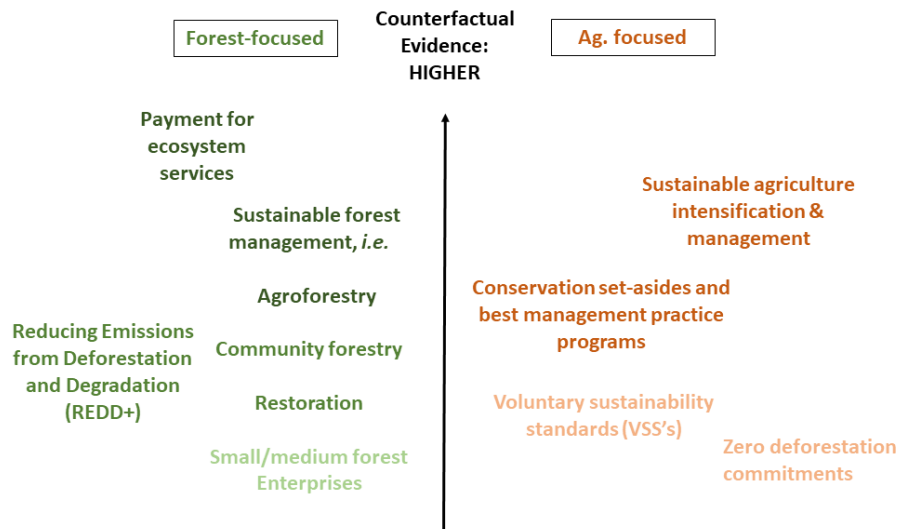 Forest-focused
Counterfactual
Evidence:
HIGHER
Ag. focused
Payment for
ecosystem
services
Sustainable forest
management, i.e.
Agroforestry
Reducing Emissions
from Deforestation
and Degradation
(REDD+)
Community forestry
Restoration
Small/medium forest
Enterprises
Sustainable agriculture
intensification &
management
Conservation set-asides and
best management practice
programs
Voluntary sustainability
standards (VSS's)
Zero deforestation
commitments